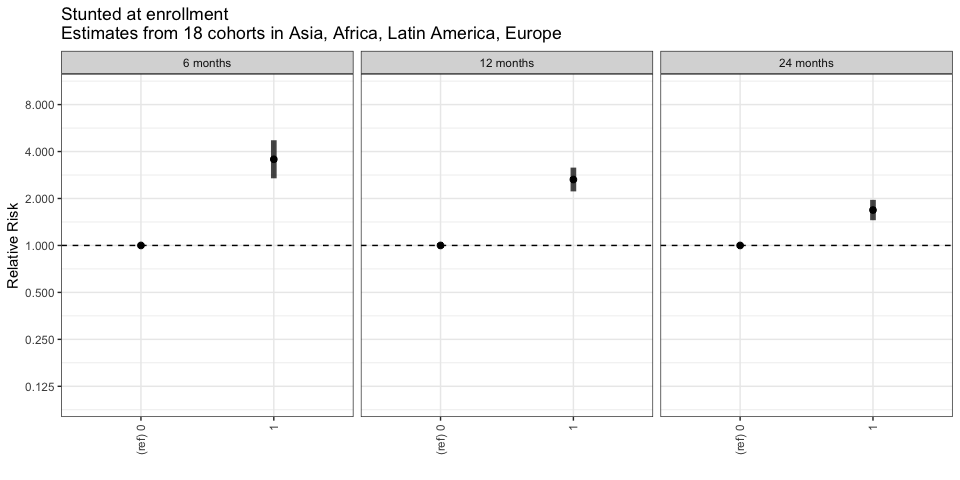 Stunted at enrollment
Estimates from 18 cohorts in Asia, Africa, Latin America, Europe
6 months
12 months
24 months
Relative Risk
8.000
4.000
2.000
1.000
0.500
0.250
0.125
(ref) 0
1
(ref) 0
1
(ref) 0
1